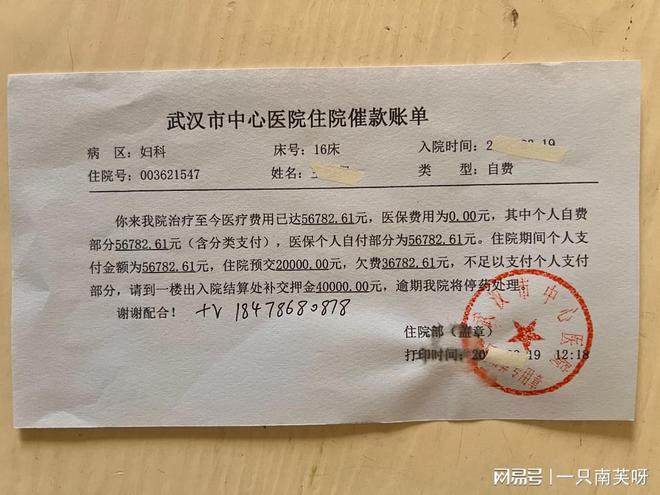 武汉市中心医院住院催款账单
病 区：妇科 床号：16床 入院时间：2 19
住院号：003621547 姓名： 类 型：自费
你来我院治疗至今医疗费用已达56782.61元，医保费用为0.00元，其中个人自费
部分56782.61元（含分类支付），医保个人自付部分为56782.61元。住院期间个人支
付金额为56782.61元，住院预交20000.00元，欠费36782.61元，不足以支付个人支付
部分，请到一楼出入院结算处补交押金40000.00元，逾期我院将停药处理。
谢谢配合！ +v 18478680878
住院部（盖章）
打印时间：20 19 12:18
武汉市中心医院
专用章
网易号 | 一只南芙呀